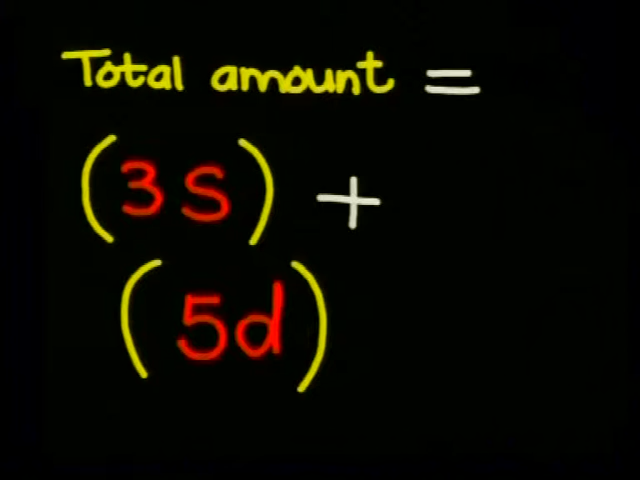 Total amount =
(3S) +
(5d)